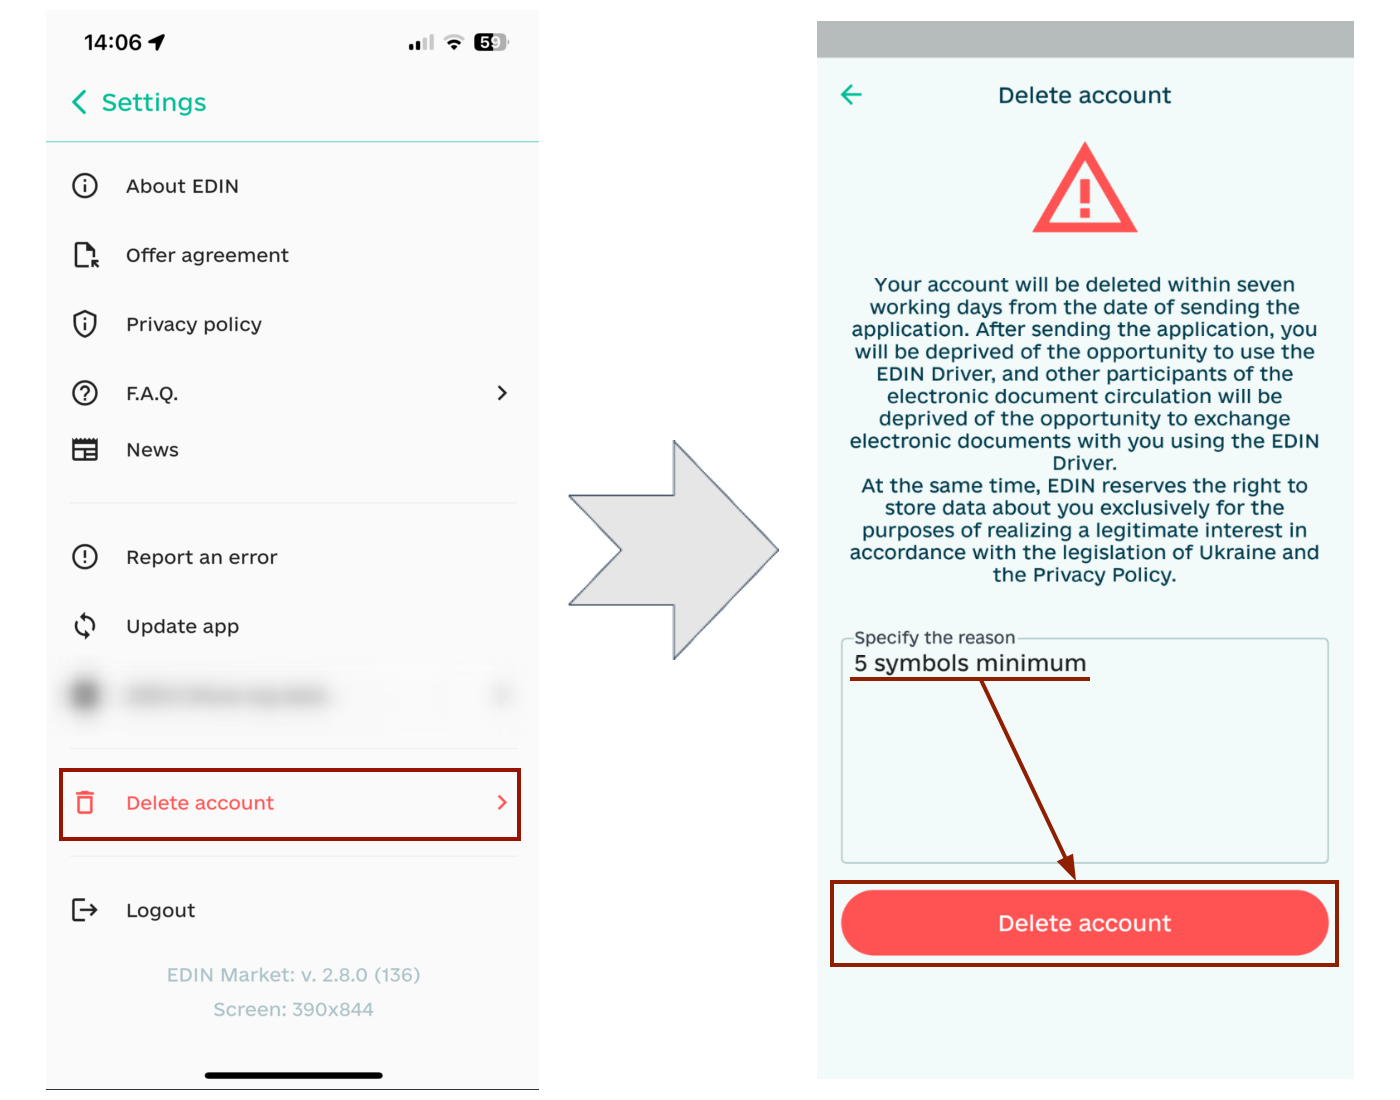 14:06
59
Settings
About EDIN
Offer agreement
Privacy policy
F.A.Q.
News
Report an error
Update app
Delete account
Logout
EDIN Market: v. 2.8.0 (136)
Screen: 390x844
Delete account
Your account will be deleted within seven
working days from the date of sending the
application. After sending the application, you
will be deprived of the opportunity to use the
EDIN Driver, and other participants of the
electronic document circulation will be
deprived of the opportunity to exchange
electronic documents with you using the EDIN
Driver.
At the same time, EDIN reserves the right to
store data about you exclusively for the
purposes of realizing a legitimate interest in
accordance with the legislation of Ukraine and
the Privacy Policy.
Specify the reason
5 symbols minimum
Delete account